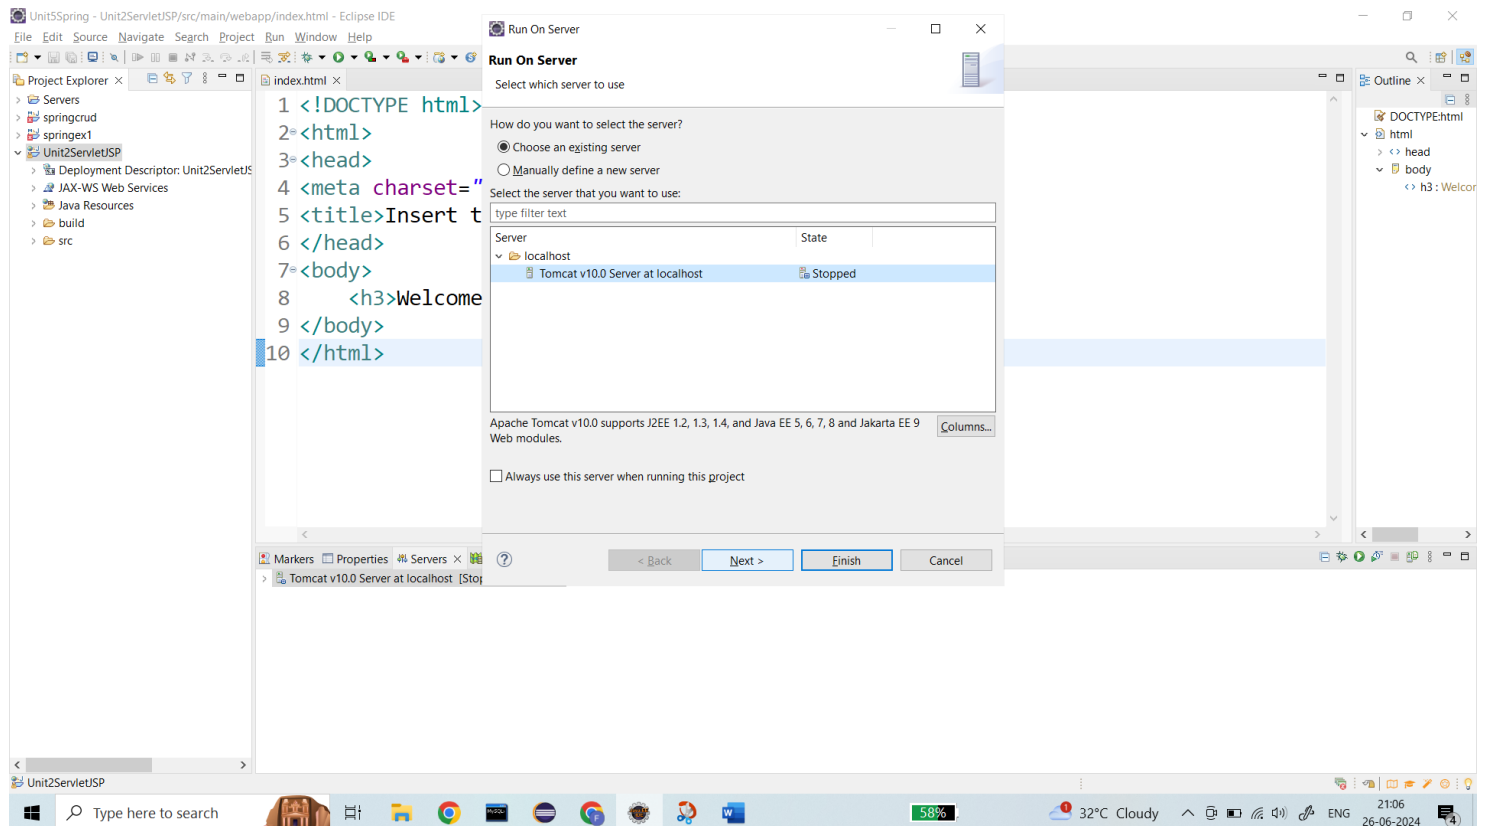 Unit5Spring - Unit2ServletJSP/src/main/webapp/index.html - Eclipse IDE
File Edit Source Navigate Search Project Run Window Help
Project Explorer
Servers
springcrud
springex1
Unit2ServletJSP
Deployment Descriptor: Unit2ServletJS
JAX-WS Web Services
Java Resources
build
src
index.html
1 <!DOCTYPE html>
2 <html>
3 <head>
4 <meta charset="
5 <title>Insert t
6 </head>
7 <body>
8 <h3>Welcome
9 </body>
10 </html>
Run On Server
Run On Server
Select which server to use
How do you want to select the server?
Choose an existing server
Manually define a new server
Select the server that you want to use:
type filter text
Server State
localhost
Tomcat v10.0 Server at localhost Stopped
Apache Tomcat v10.0 supports J2EE 1.2, 1.3, 1.4, and Java EE 5, 6, 7, 8 and Jakarta EE 9
Web modules.
Columns...
Always use this server when running this project
< Back Next > Finish Cancel
Outline
DOCTYPE:html
html
head
body
h3 : Welcor
Markers Properties Servers
Tomcat v10.0 Server at localhost [Stop
Unit2ServletJSP
Type here to search
58%
32°C Cloudy
ENG
21:06
26-06-2024
4